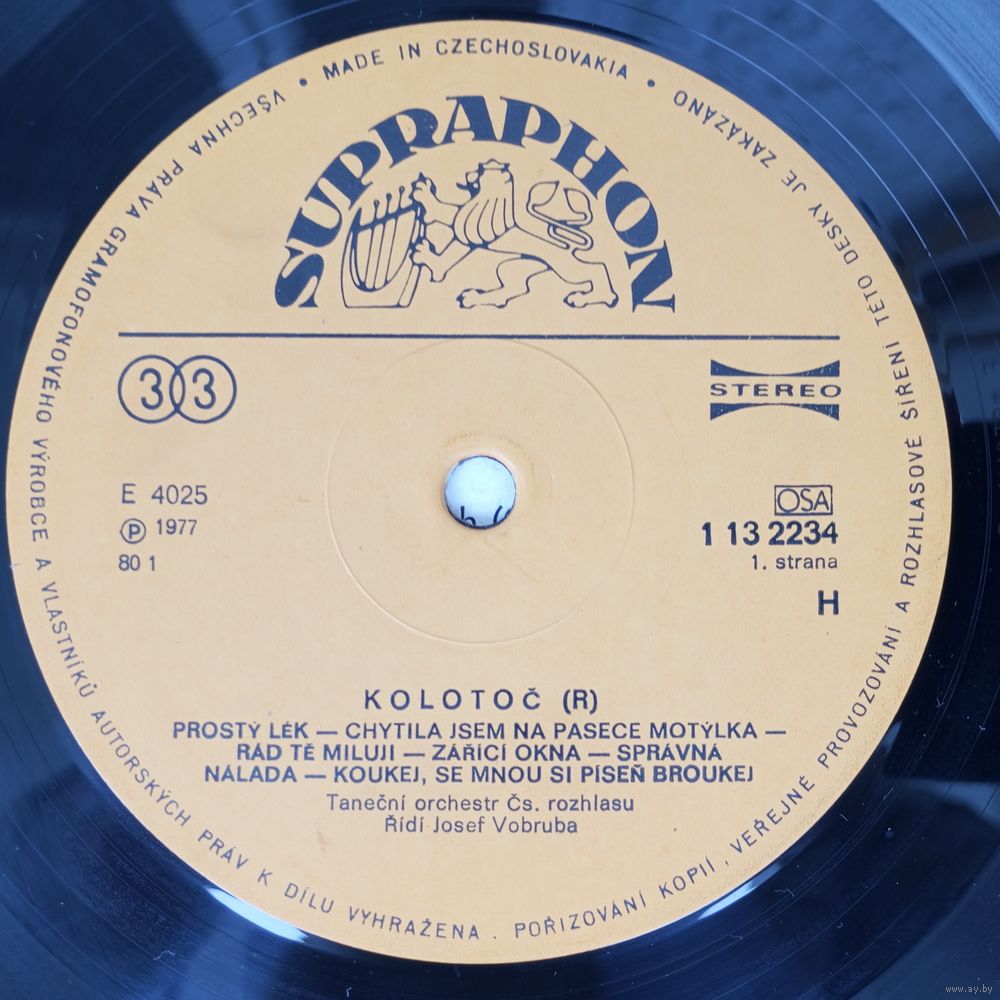 VŠECHNA PRÁVA GRAMOFONOVÉHO VÝROBCE A VLASTNÍKŮ AUTORSKÝCH PRÁV K DÍLU VYHRAŽENA . POŘIZOVÁNÍ KOPIÍ , VEŘEJNÉ PROVOZOVÁNÍ A ROZHLASOVÉ ŠÍŘENÍ TÉTO DESKY JE ZAKÁZÁNO
• MADE IN CZECHOSLOVAKIA •
SUPRAPHON
33
STEREO
E 4025
Ⓟ 1977
80 1
OSA
1 13 2234
1. strana
H
KOLOTOČ (R)
PROSTÝ LÉK — CHYTILA JSEM NA PASECE MOTÝLKA —
RÁD TĚ MILUJI — ZÁŘÍCÍ OKNA — SPRÁVNÁ
NÁLADA — KOUKEJ, SE MNOU SI PÍSEŇ BROUKEJ
Taneční orchestr Čs. rozhlasu
Řídí Josef Vobruba
www.ay.by